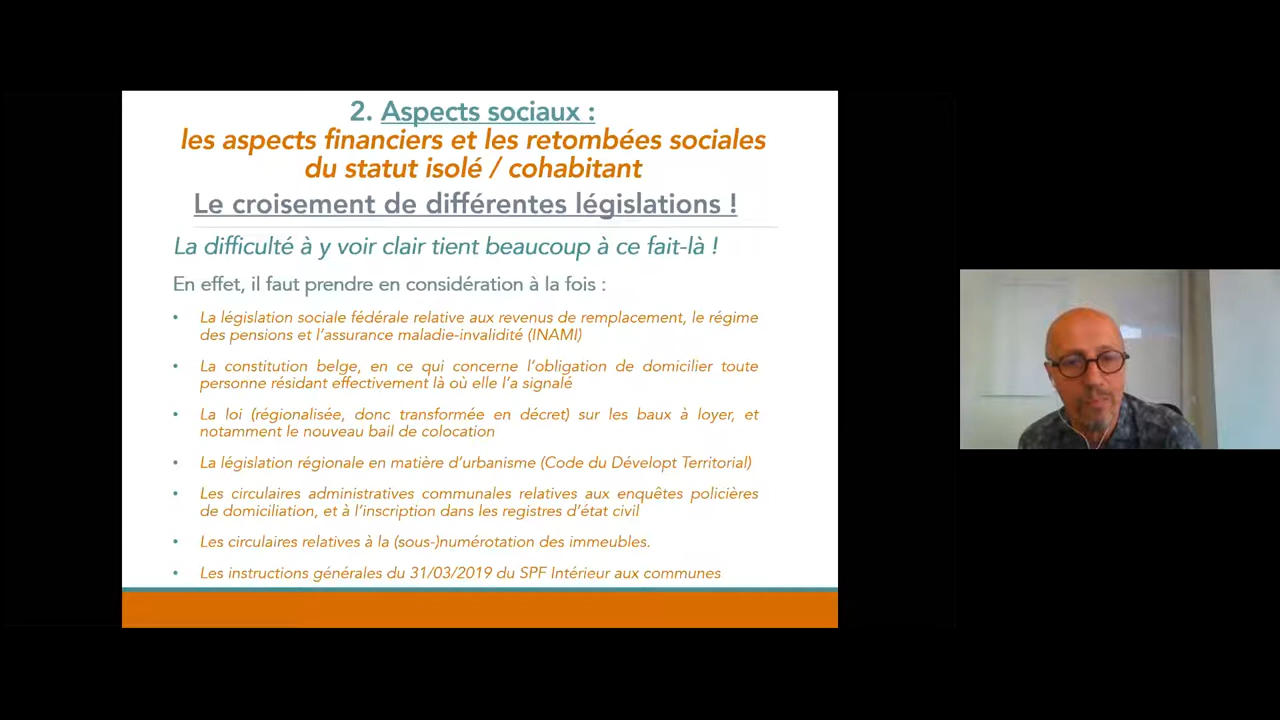 2. Aspects sociaux :
les aspects financiers et les retombées sociales
du statut isolé / cohabitant
Le croisement de différentes législations !
La difficulté à y voir clair tient beaucoup à ce fait-là !
En effet, il faut prendre en considération à la fois :
• La législation sociale fédérale relative aux revenus de remplacement, le régime
des pensions et l'assurance maladie-invalidité (INAMI)
• La constitution belge, en ce qui concerne l'obligation de domicilier toute
personne résidant effectivement là où elle l'a signalé
• La loi (régionalisée, donc transformée en décret) sur les baux à loyer, et
notamment le nouveau bail de colocation
• La législation régionale en matière d'urbanisme (Code du Dévelopt Territorial)
• Les circulaires administratives communales relatives aux enquêtes policières
de domiciliation, et à l'inscription dans les registres d'état civil
• Les circulaires relatives à la (sous-)numérotation des immeubles.
• Les instructions générales du 31/03/2019 du SPF Intérieur aux communes